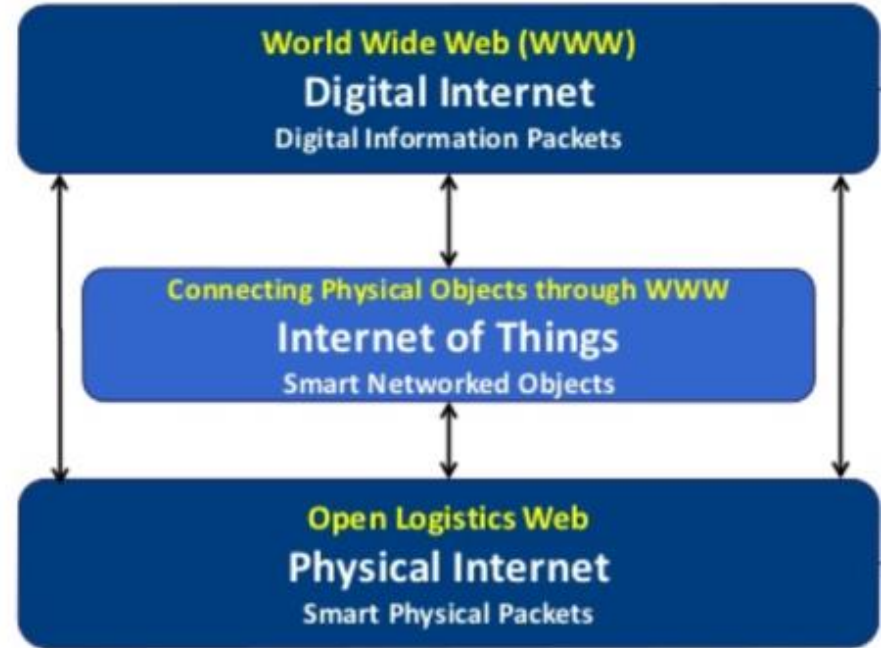 World Wide Web (WWW)
Digital Internet
Digital Information Packets
Connecting Physical Objects through WWW
Internet of Things
Smart Networked Objects
Open Logistics Web
Physical Internet
Smart Physical Packets